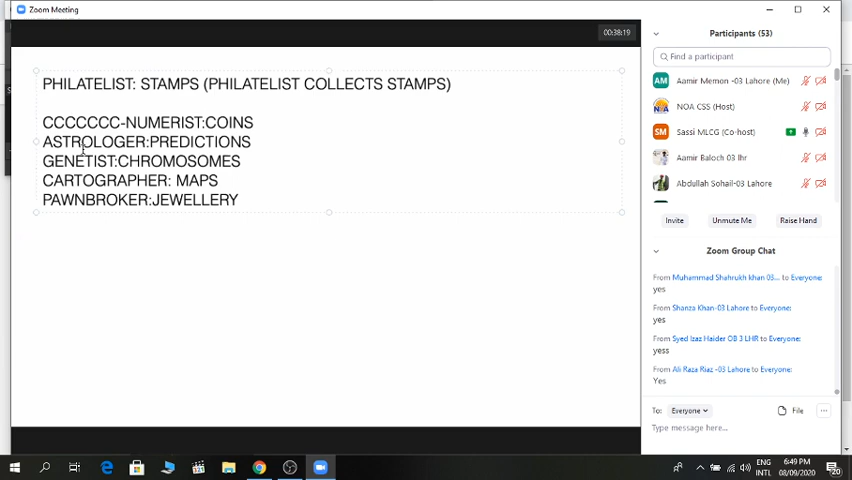 Zoom Meeting
00:38:19
PHILATELIST: STAMPS (PHILATELIST COLLECTS STAMPS)
CCCCCCC-NUMERIST:COINS
ASTROLOGER:PREDICTIONS
GENETIST:CHROMOSOMES
CARTOGRAPHER: MAPS
PAWNBROKER:JEWELLERY
Participants (53)
Find a participant
AM Aamir Memon -03 Lahore (Me)
NOA CSS (Host)
SM Sassi MLCG (Co-host)
Aamir Baloch 03 lhr
Abdullah Sohail-03 Lahore
Invite
Unmute Me
Raise Hand
Zoom Group Chat
From Muhammad Shahrukh khan 03... to Everyone:
yes
From Shanza Khan-03 Lahore to Everyone:
yes
From Syed Izaz Haider OB 3 LHR to Everyone:
yess
From Ali Raza Riaz -03 Lahore to Everyone:
Yes
To: Everyone
File
Type message here...
ENG
INTL
6:49 PM
08/09/2020
20